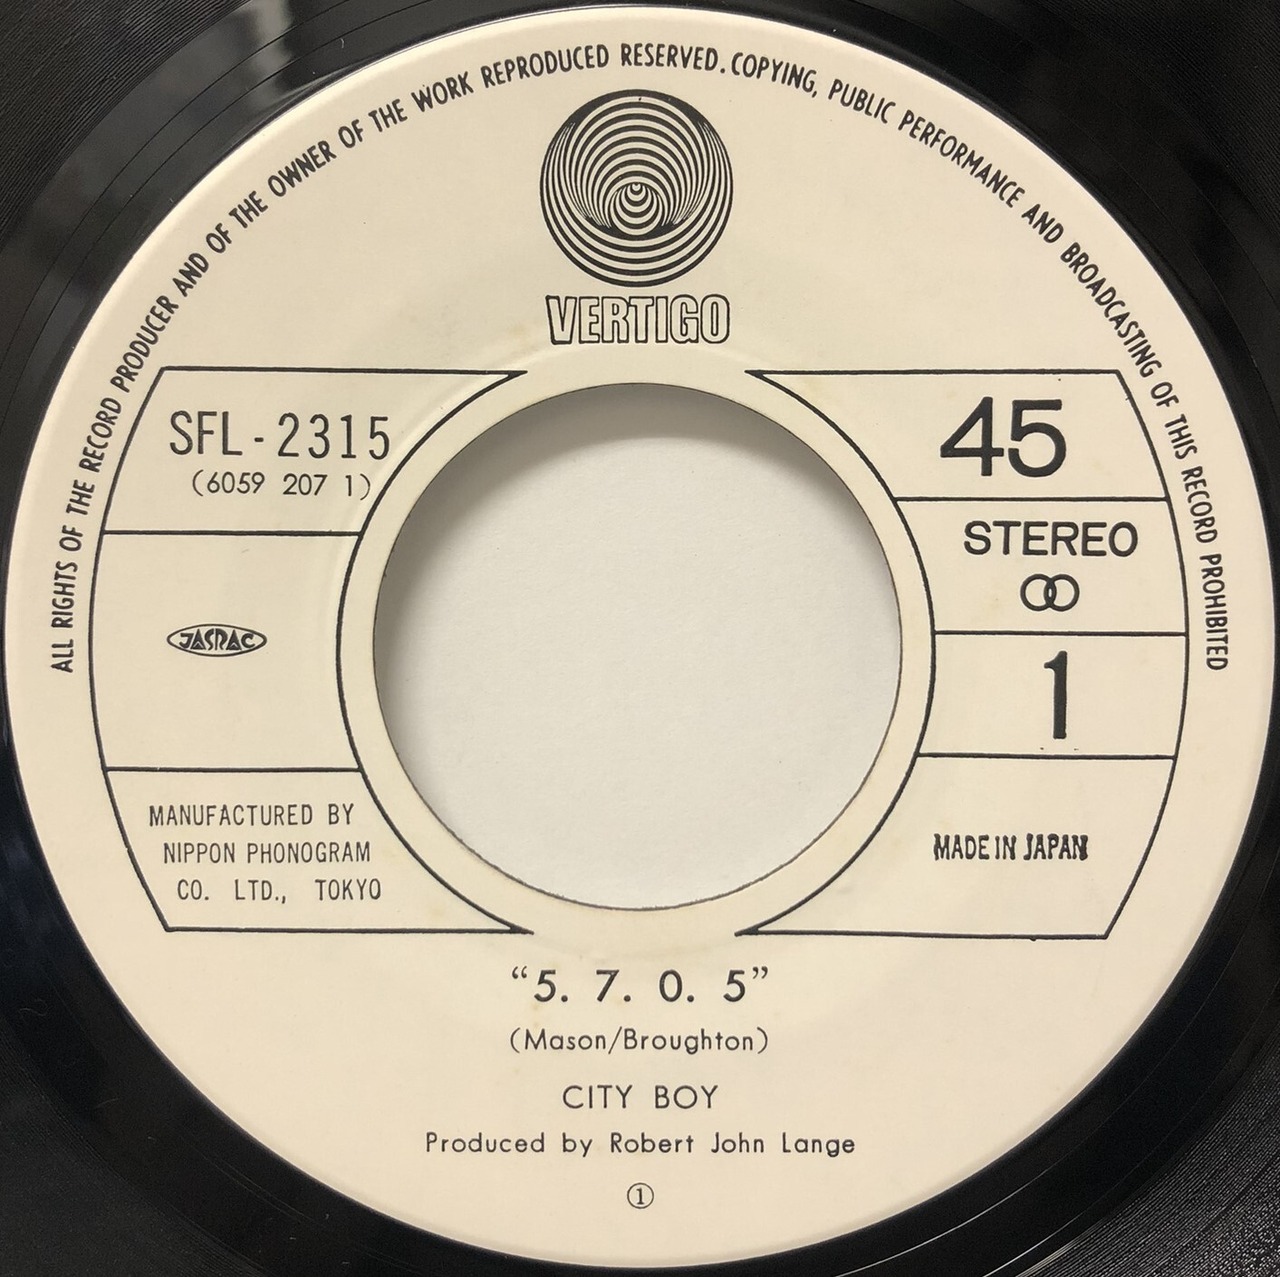 ALL RIGHTS OF THE RECORD PRODUCER AND OF THE OWNER OF THE WORK REPRODUCED RESERVED. COPYING, PUBLIC PERFORMANCE AND BROADCASTING OF THIS RECORD PROHIBITED
VERTIGO
SFL-2315
(6059 207 1)
JASRAC
MANUFACTURED BY
NIPPON PHONOGRAM
CO. LTD., TOKYO
45
STEREO
1
MADE IN JAPAN
“5. 7. 0. 5”
(Mason/Broughton)
CITY BOY
Produced by Robert John Lange
①